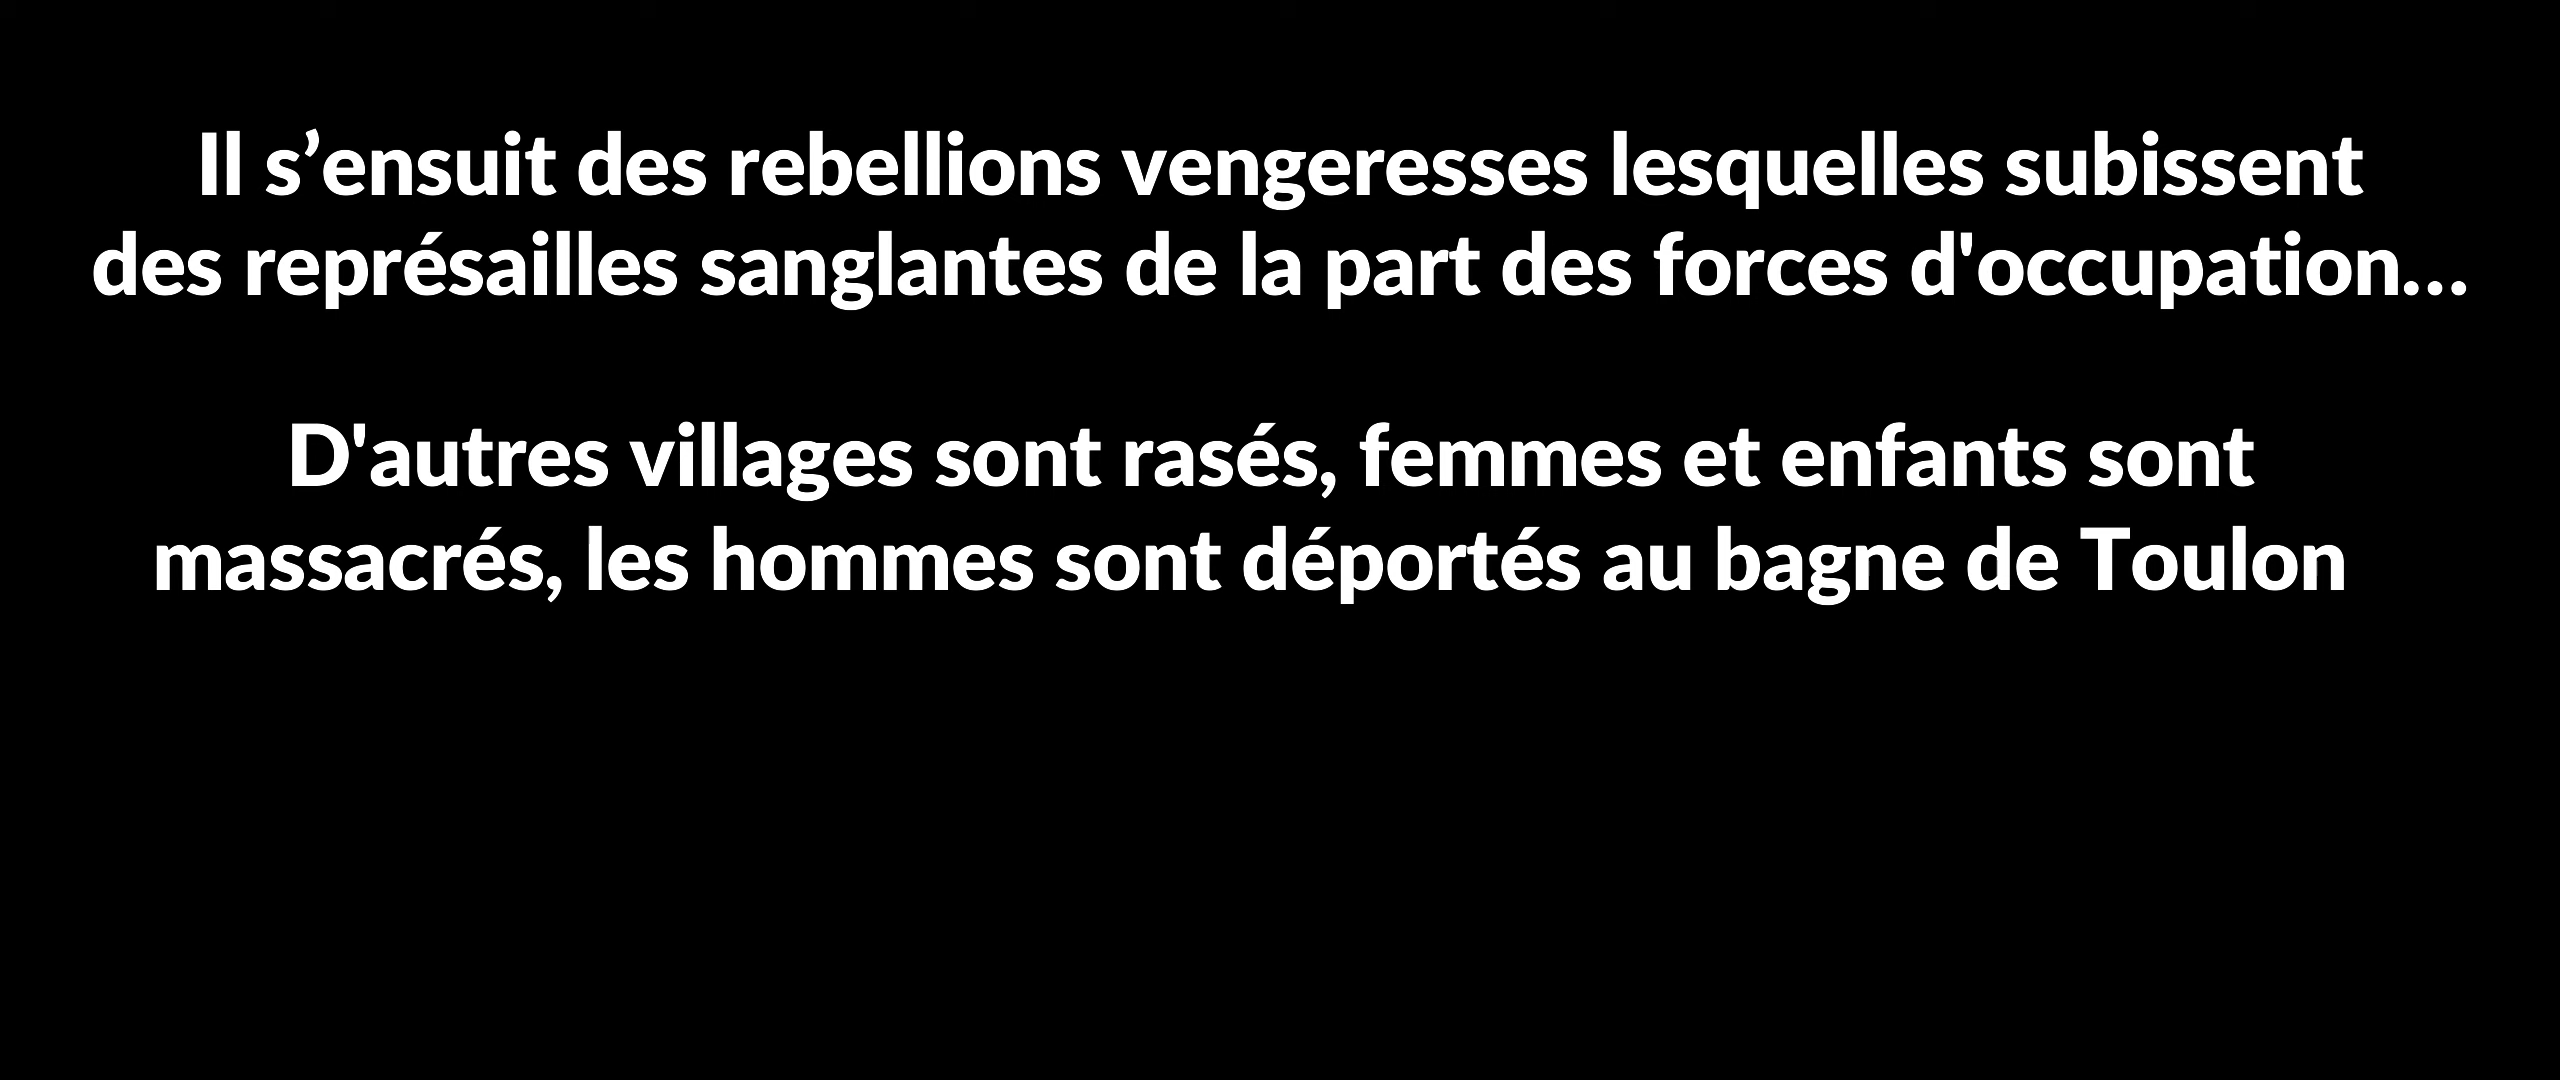 Il s’ensuit des rebellions vengeresses lesquelles subissent
des représailles sanglantes de la part des forces d'occupation...
D'autres villages sont rasés, femmes et enfants sont
massacrés, les hommes sont déportés au bagne de Toulon